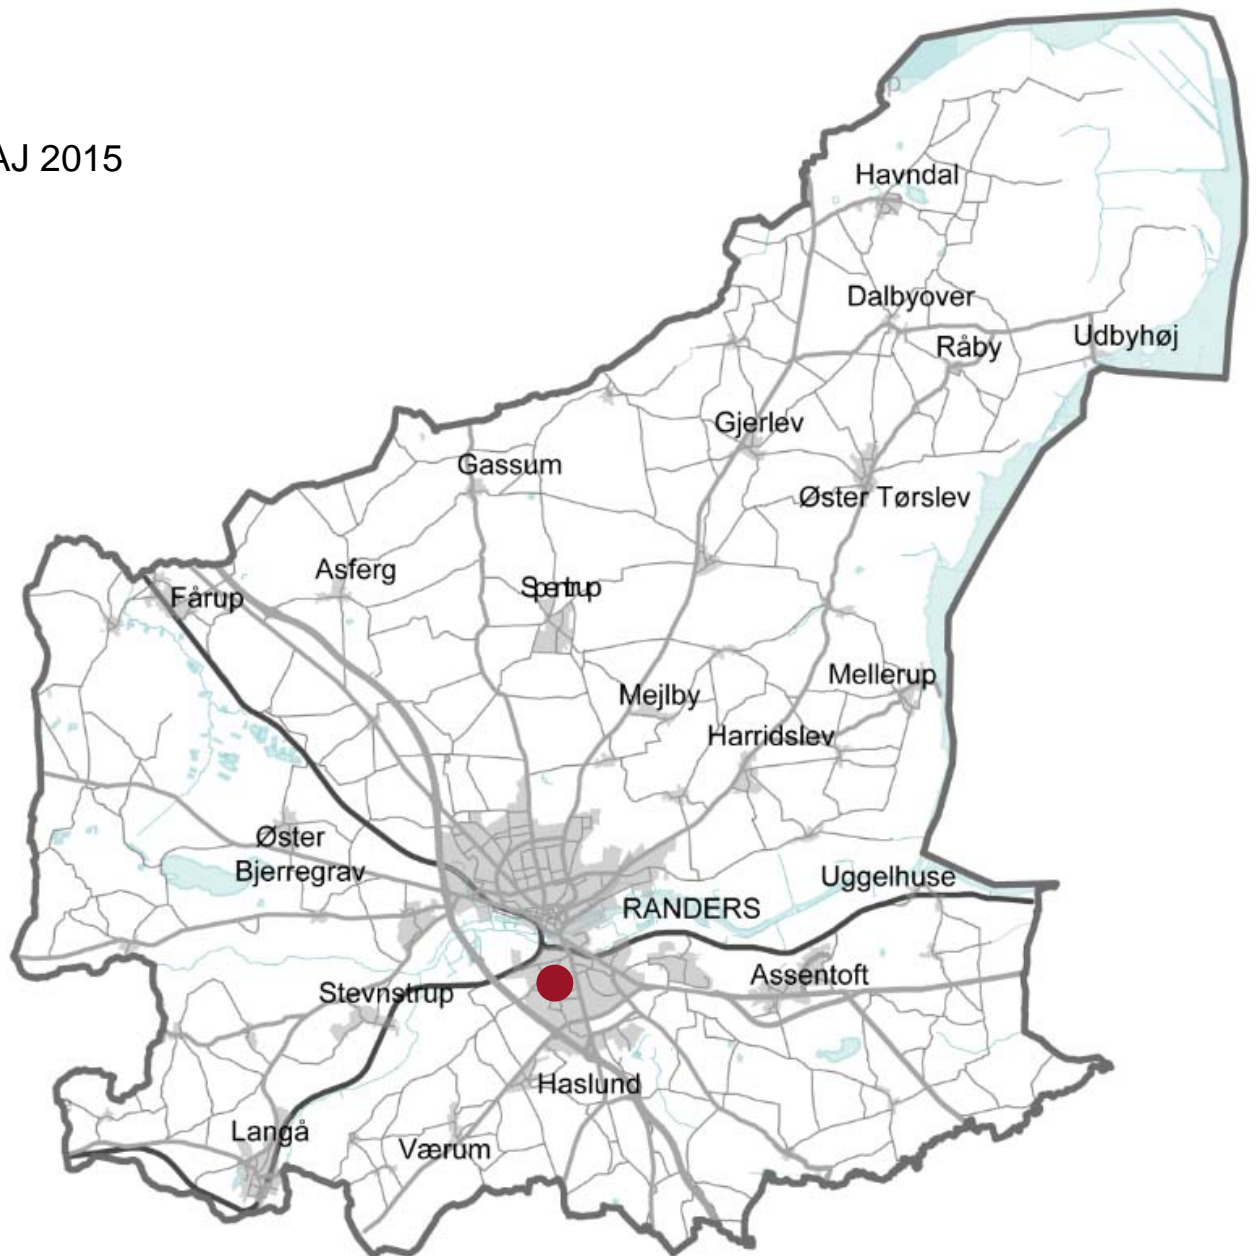 AJ 2015
Havndal
Dalbyover
Råby
Udbyhøj
Gjerlev
Gassum
Øster Tørslev
Asferg
Spentrup
Fårup
Mellerup
Mejlby
Harridslev
Øster
Bjerregrav
Uggelhuse
RANDERS
Assentoft
Stevnstrup
Haslund
Langå
Værum